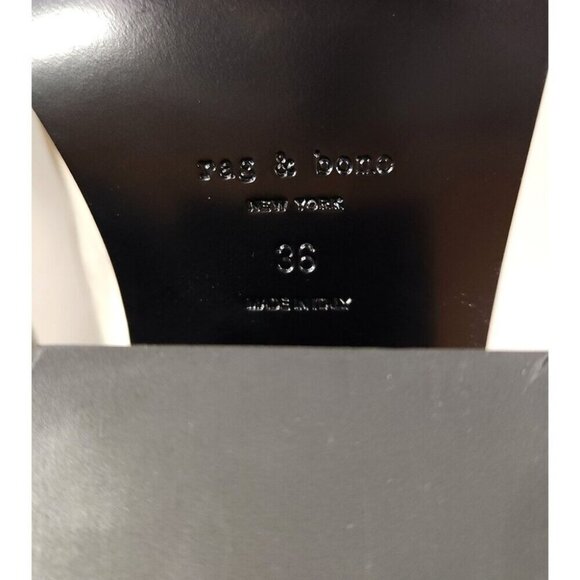 rag & bone
NEW YORK
36
MADE IN ITALY